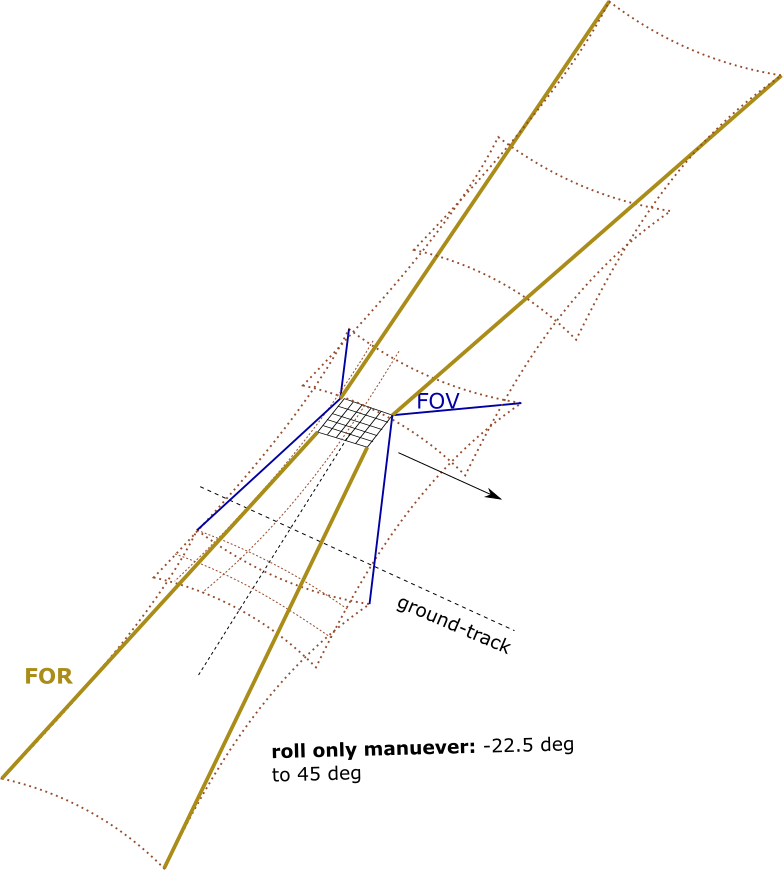 FOV
ground-track
FOR
roll only manuever: -22.5 deg
to 45 deg